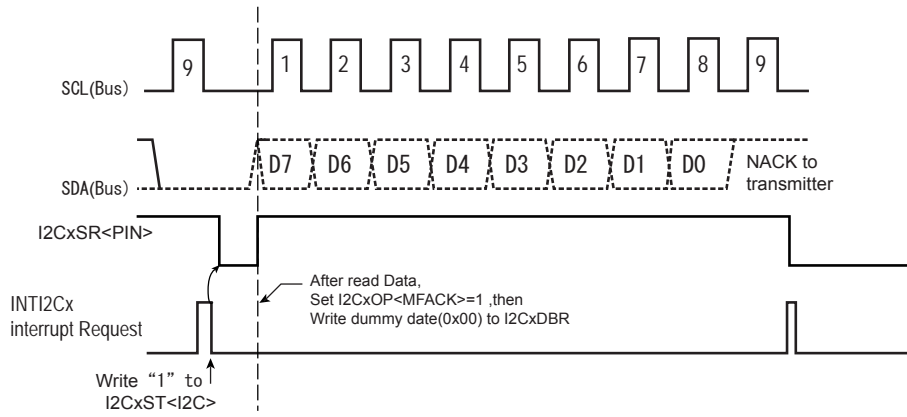 9 1 2 3 4 5 6 7 8 9
SCL(Bus)
D7 D6 D5 D4 D3 D2 D1 D0
NACK to
transmitter
SDA(Bus)
I2CxSR<PIN>
After read Data,
Set I2CxOP<MFACK>=1 ,then
Write dummy date(0x00) to I2CxDBR
INTI2Cx
interrupt Request
Write “1” to
I2CxST<I2C>